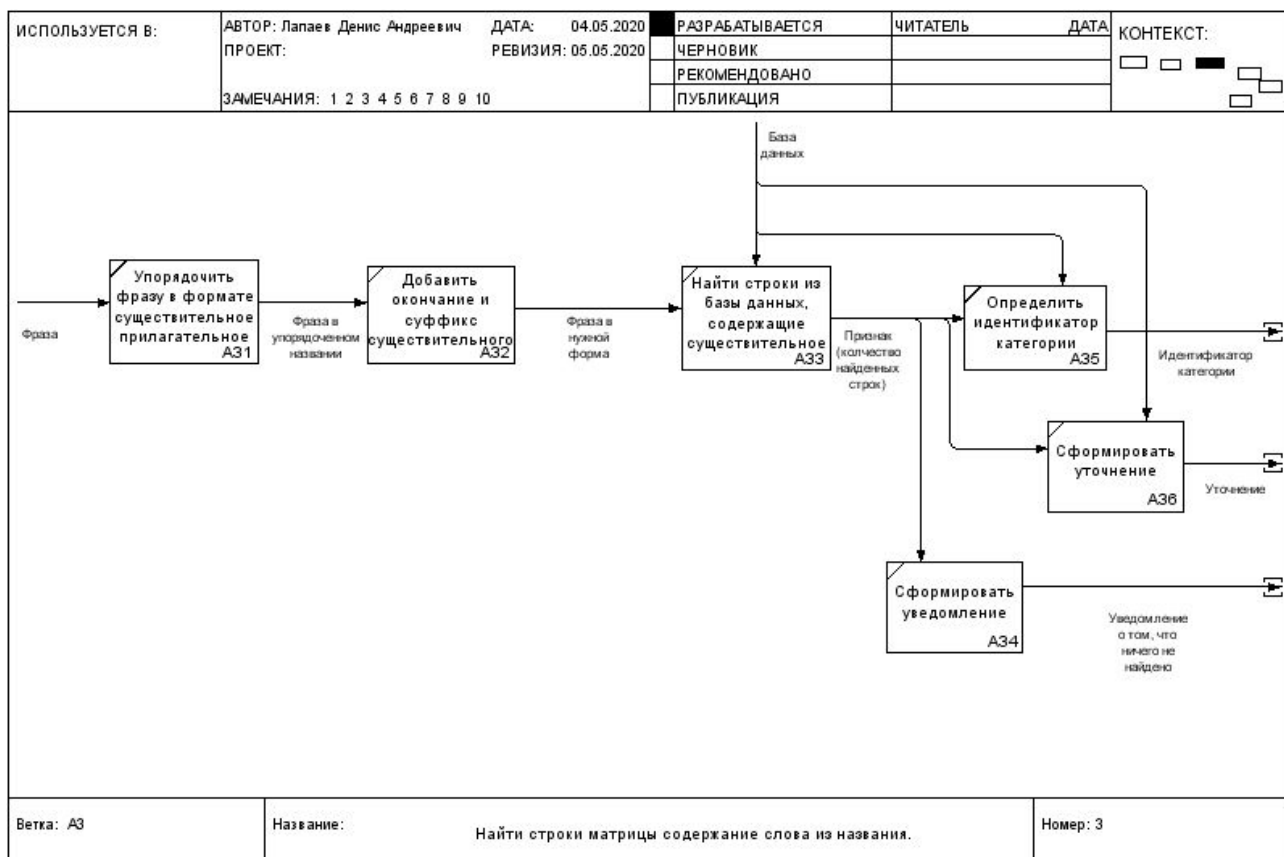 ИСПОЛЬЗУЕТСЯ В:
АВТОР: Лапаев Денис Андреевич
ДАТА: 04.05.2020
ПРОЕКТ:
РЕВИЗИЯ: 05.05.2020
ЗАМЕЧАНИЯ: 1 2 3 4 5 6 7 8 9 10
РАЗРАБАТЫВАЕТСЯ
ЧЕРНОВИК
РЕКОМЕНДОВАНО
ПУБЛИКАЦИЯ
ЧИТАТЕЛЬ
ДАТА
КОНТЕКСТ:
База
данных
Фраза
Упорядочить
фразу в формате
существительное
прилагательное
A31
Фраза в
упорядоченном
названии
Добавить
окончание и
суффикс
существительного
A32
Фраза в
нужной
форма
Найти строки из
базы данных,
содержащие
существительное
A33
Признак
(колчество
найденных
строк)
Определить
идентификатор
категории
A35
Идентификатор
категории
Сформировать
уточнение
A36
Уточнение
Сформировать
уведомление
A34
Уведомление
о том, что
ничего не
найдено
Ветка: A3
Название:
Найти строки матрицы содержание слова из названия.
Номер: 3